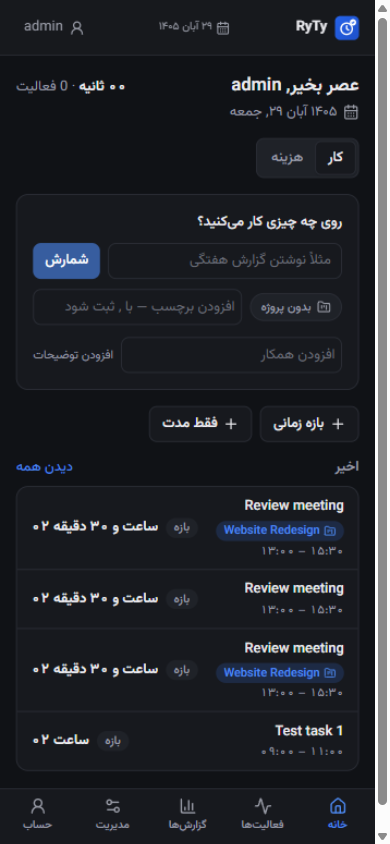 RyTy
۲۹ آبان ۱۴۰۵
admin
عصر بخیر, admin
۰۰ ثانیه · 0 فعالیت
۱۴۰۵ آبان ۲۹, جمعه
کار
هزینه
روی چه چیزی کار می‌کنید؟
مثلاً نوشتن گزارش هفتگی
شمارش
بدون پروژه
افزودن برچسب — با , ثبت شود
افزودن همکار
افزودن توضیحات
+ بازه زمانی
+ فقط مدت
اخیر
دیدن همه
Review meeting
Website Redesign
۱۳:۰۰ – ۱۵:۳۰
بازه
۰۲ ساعت و ۳۰ دقیقه
Review meeting
۱۳:۰۰ – ۱۵:۳۰
بازه
۰۲ ساعت و ۳۰ دقیقه
Review meeting
Website Redesign
۱۳:۰۰ – ۱۵:۳۰
بازه
۰۲ ساعت و ۳۰ دقیقه
Test task 1
۰۹:۰۰ – ۱۱:۰۰
بازه
۰۲ ساعت
خانه
فعالیت‌ها
گزارش‌ها
مدیریت
حساب